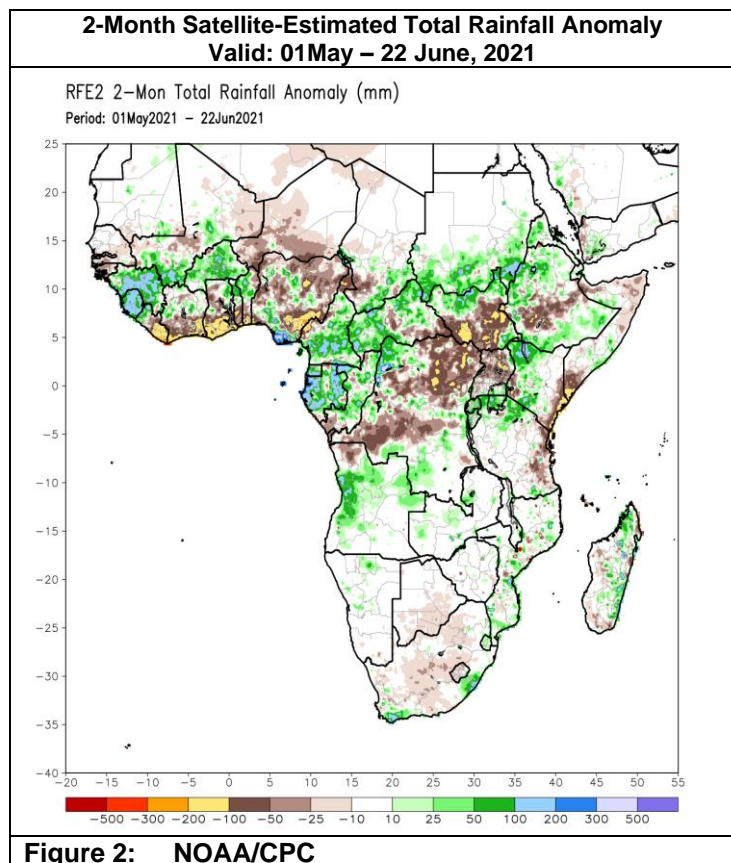 2-Month Satellite-Estimated Total Rainfall Anomaly
Valid: 01May – 22 June, 2021
RFE2 2-Mon Total Rainfall Anomaly (mm)
Period: 01May2021 – 22Jun2021
25
20
15
10
5
0
-5
-10
-15
-20
-25
-30
-35
-40
-20 -15 -10 -5 0 5 10 15 20 25 30 35 40 45 50 55
-500 -300 -200 -100 -50 -25 -10 10 25 50 100 200 300 500
Figure 2: NOAA/CPC